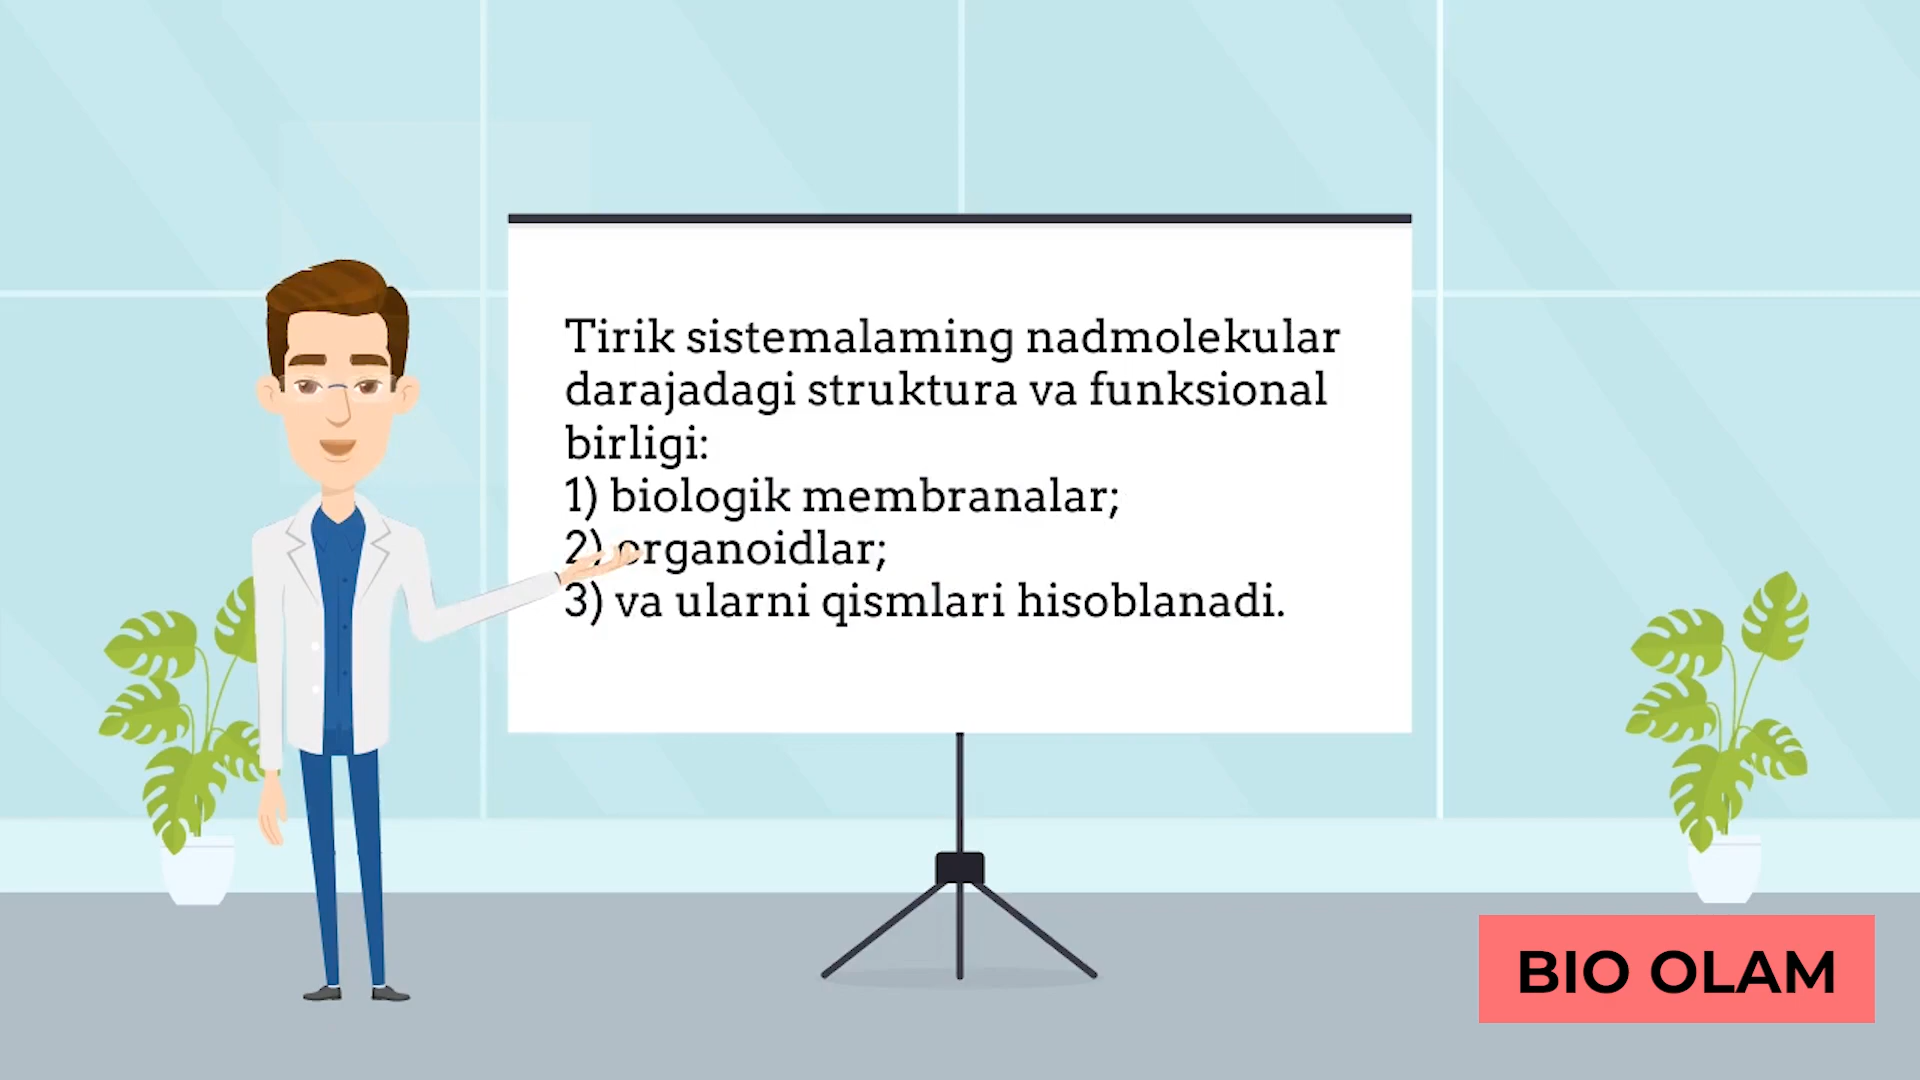 Tirik sistemalaming nadmolekular
darajadagi struktura va funksional
birligi:
1) biologik membranalar;
2) organoidlar;
3) va ularni qismlari hisoblanadi.
BIO OLAM